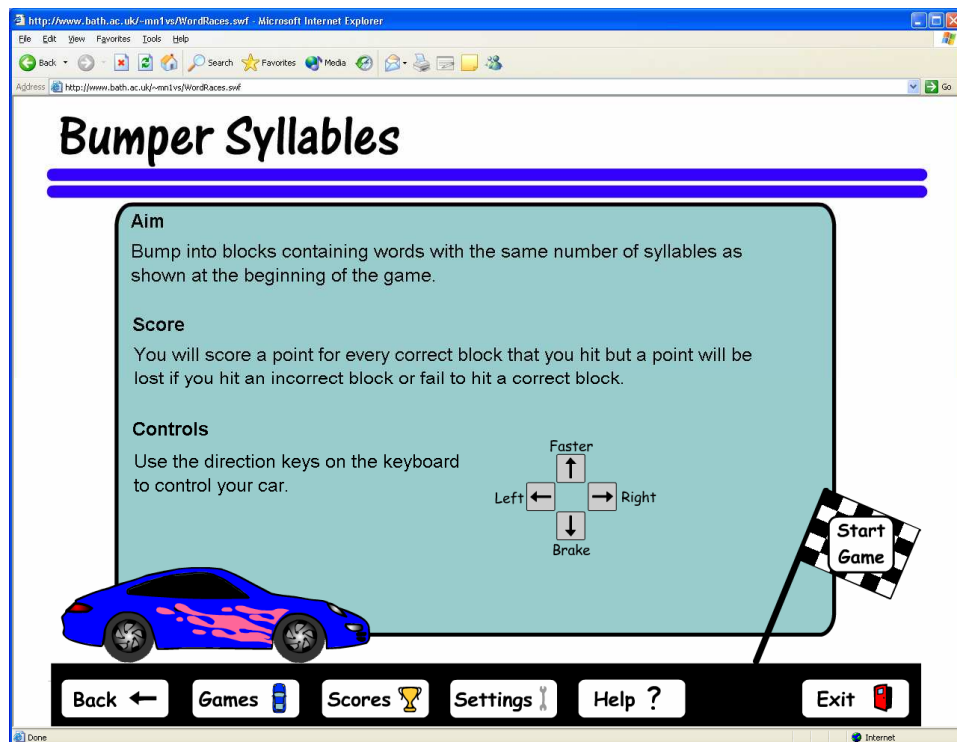 http://www.bath.ac.uk/~mn1vs/WordRaces.swf - Microsoft Internet Explorer
File Edit View Favorites Tools Help
Back Search Favorites Media
Address http://www.bath.ac.uk/~mn1vs/WordRaces.swf Go
Bumper Syllables
Aim
Bump into blocks containing words with the same number of syllables as
shown at the beginning of the game.
Score
You will score a point for every correct block that you hit but a point will be
lost if you hit an incorrect block or fail to hit a correct block.
Controls
Use the direction keys on the keyboard
to control your car.
Faster
Left Right
Brake
Start
Game
Back Games Scores Settings Help ? Exit
Done Internet